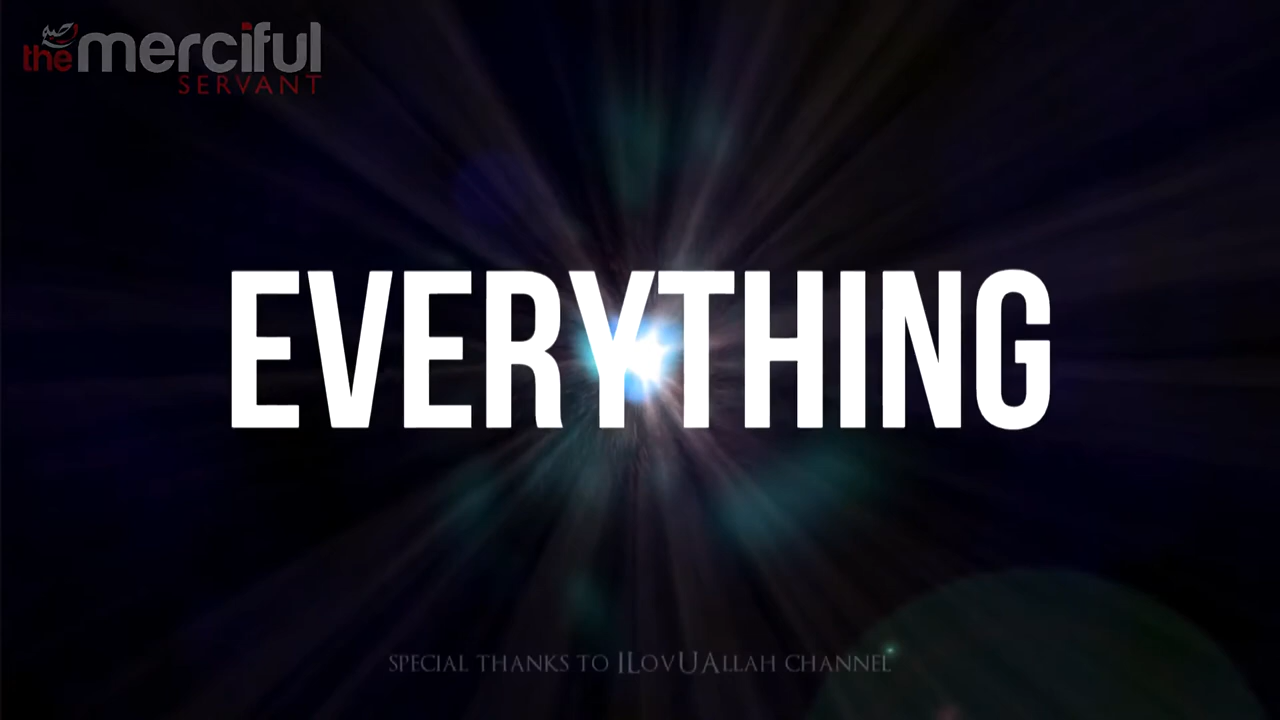 the merciful
SERVANT
EVERYTHING
SPECIAL THANKS TO ILovUAllah CHANNEL